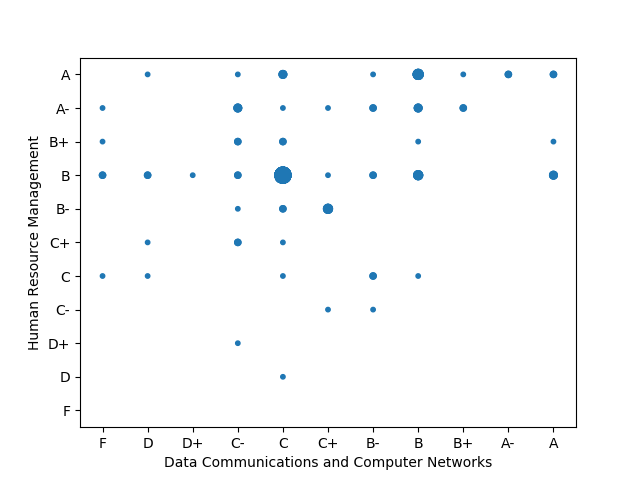 A
A-
B+
B
B-
C+
C
C-
D+
D
F
Human Resource Management
F D D+ C- C C+ B- B B+ A- A
Data Communications and Computer Networks